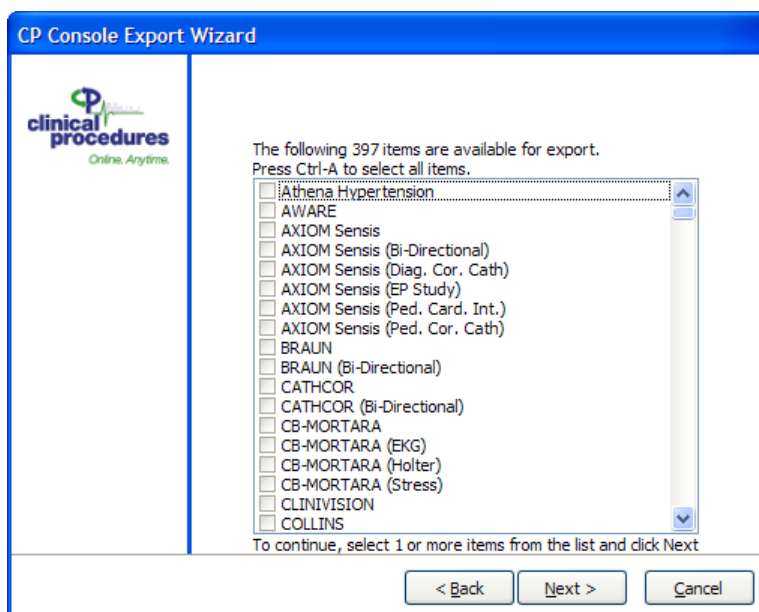 CP Console Export Wizard
CP
clinical
procedures
Online. Anytime.
The following 397 items are available for export.
Press Ctrl-A to select all items.
Athena Hypertension
AWARE
AXIOM Sensis
AXIOM Sensis (Bi-Directional)
AXIOM Sensis (Diag. Cor. Cath)
AXIOM Sensis (EP Study)
AXIOM Sensis (Ped. Card. Int.)
AXIOM Sensis (Ped. Cor. Cath)
BRAUN
BRAUN (Bi-Directional)
CATHCOR
CATHCOR (Bi-Directional)
CB-MORTARA
CB-MORTARA (EKG)
CB-MORTARA (Holter)
CB-MORTARA (Stress)
CLINIVISION
COLLINS
To continue, select 1 or more items from the list and click Next
< Back Next > Cancel